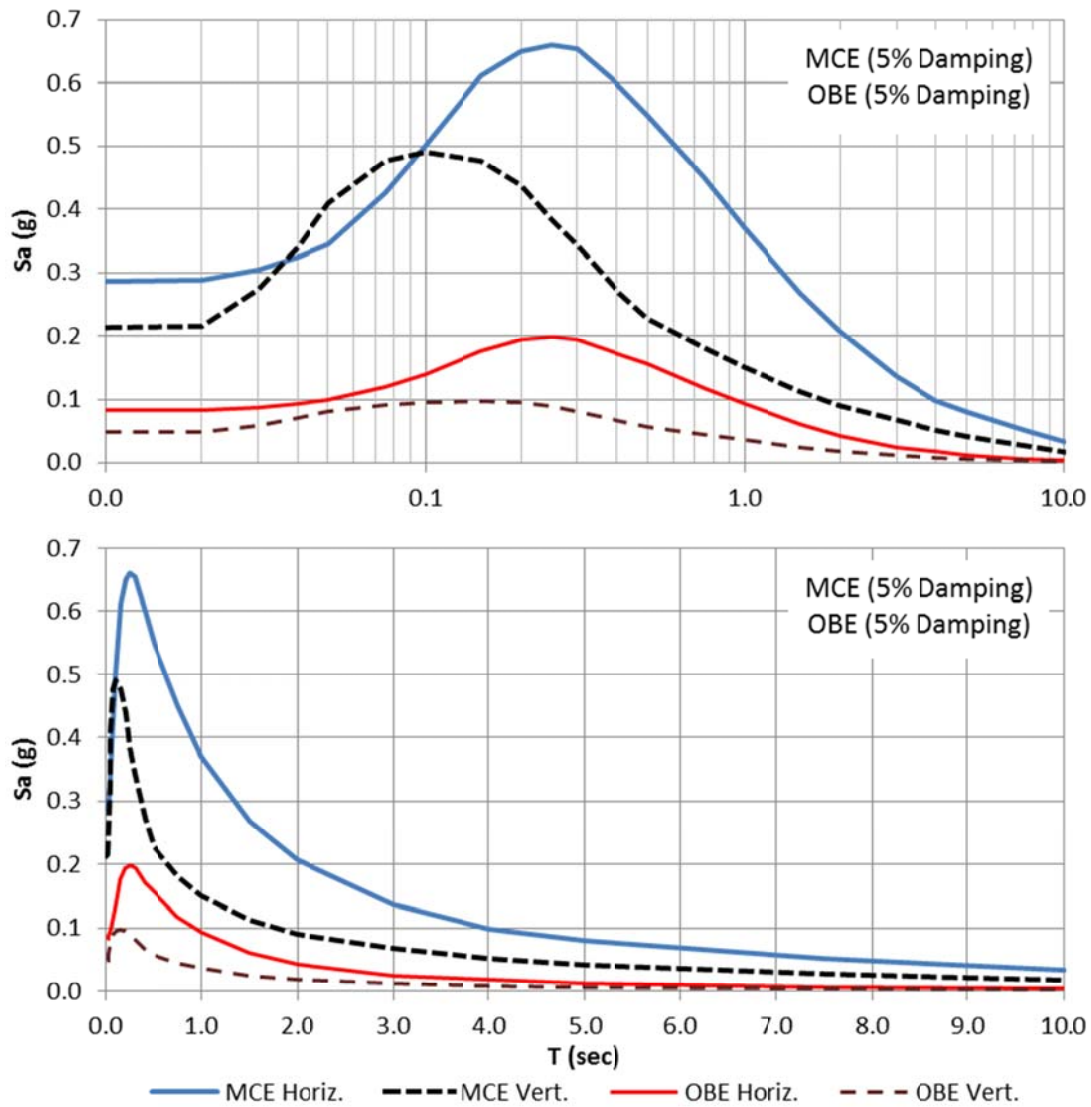 0.7
0.6
0.5
0.4
0.3
0.2
0.1
0.0
Sa (g)
MCE (5% Damping)
OBE (5% Damping)
0.0 0.1 1.0 10.0
0.7
0.6
0.5
0.4
0.3
0.2
0.1
0.0
Sa (g)
MCE (5% Damping)
OBE (5% Damping)
0.0 1.0 2.0 3.0 4.0 5.0 6.0 7.0 8.0 9.0 10.0
T (sec)
MCE Horiz. MCE Vert. OBE Horiz. OBE Vert.